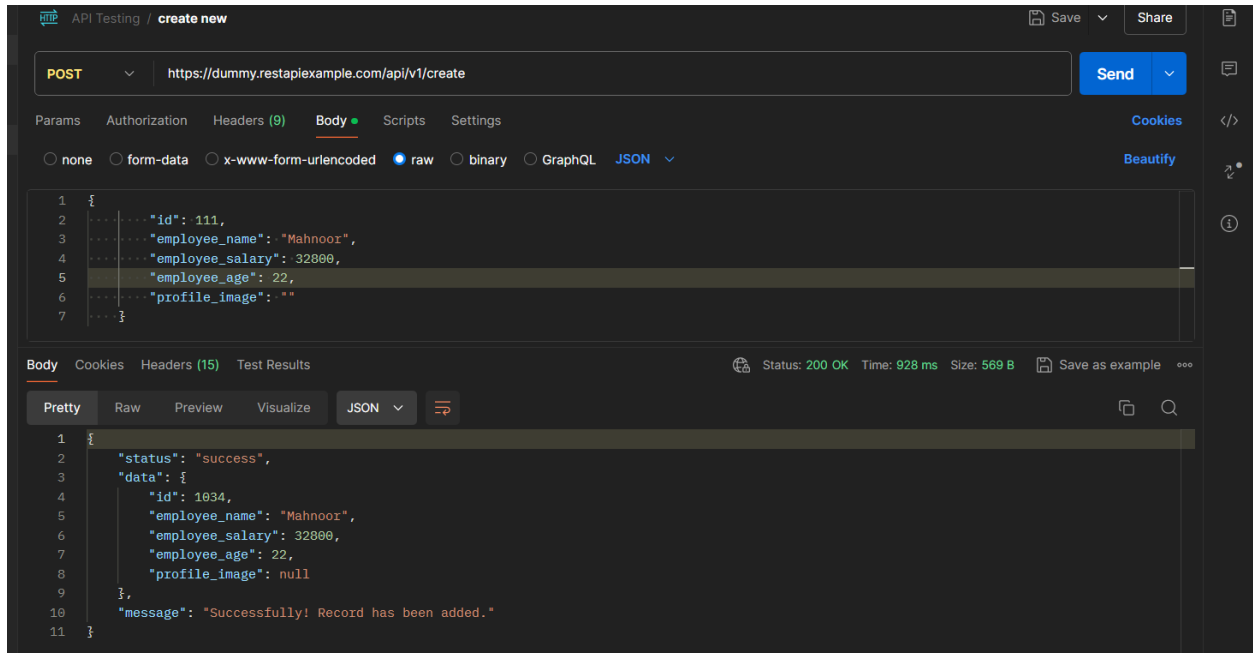 HTTP API Testing / create new Save Share
POST https://dummy.restapiexample.com/api/v1/create Send
Params Authorization Headers (9) Body Scripts Settings Cookies
none form-data x-www-form-urlencoded raw binary GraphQL JSON Beautify
1 {
2 "id": 111,
3 "employee_name": "Mahnoor",
4 "employee_salary": 32800,
5 "employee_age": 22,
6 "profile_image": ""
7 }
Body Cookies Headers (15) Test Results Status: 200 OK Time: 928 ms Size: 569 B Save as example
Pretty Raw Preview Visualize JSON
1 {
2 "status": "success",
3 "data": {
4 "id": 1034,
5 "employee_name": "Mahnoor",
6 "employee_salary": 32800,
7 "employee_age": 22,
8 "profile_image": null
9 },
10 "message": "Successfully! Record has been added."
11 }